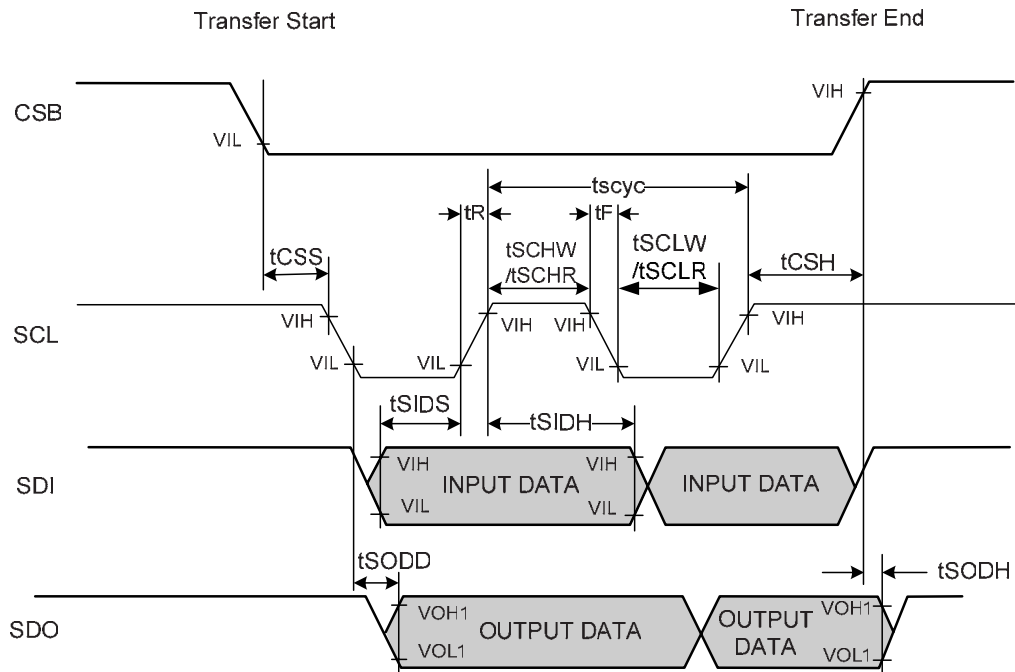 Transfer Start
Transfer End
CSB
VIL
VIH
tscyc
tR
tF
tCSS
tSCHW
/tSCHR
tSCLW
/tSCLR
tCSH
SCL
VIH
VIH
VIH
VIH
VIL
VIL
VIL
VIL
tSIDS
tSIDH
SDI
VIH
VIH
INPUT DATA
INPUT DATA
VIL
VIL
tSODD
tSODH
SDO
VOH1
VOH1
OUTPUT DATA
OUTPUT
DATA
VOL1
VOL1